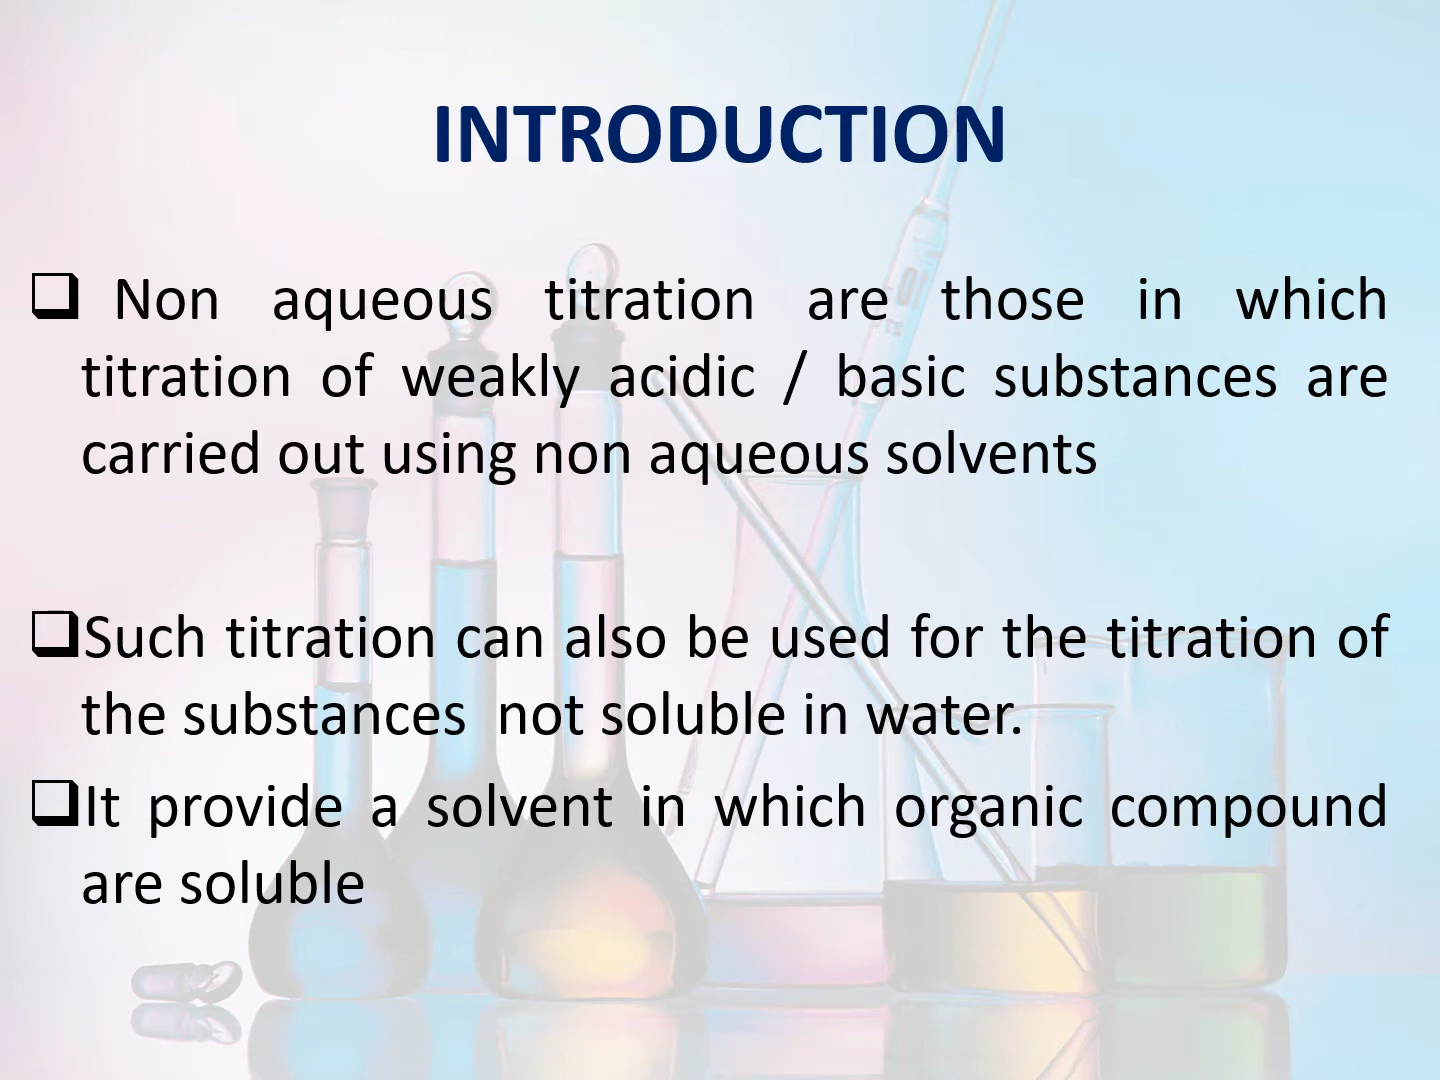 INTRODUCTION
❑ Non aqueous titration are those in which
titration of weakly acidic / basic substances are
carried out using non aqueous solvents
❑Such titration can also be used for the titration of
the substances not soluble in water.
❑It provide a solvent in which organic compound
are soluble